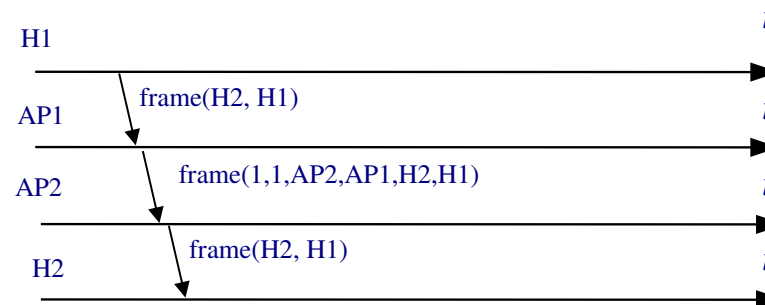 H1
frame(H2, H1)
AP1
frame(1,1,AP2,AP1,H2,H1)
AP2
frame(H2, H1)
H2